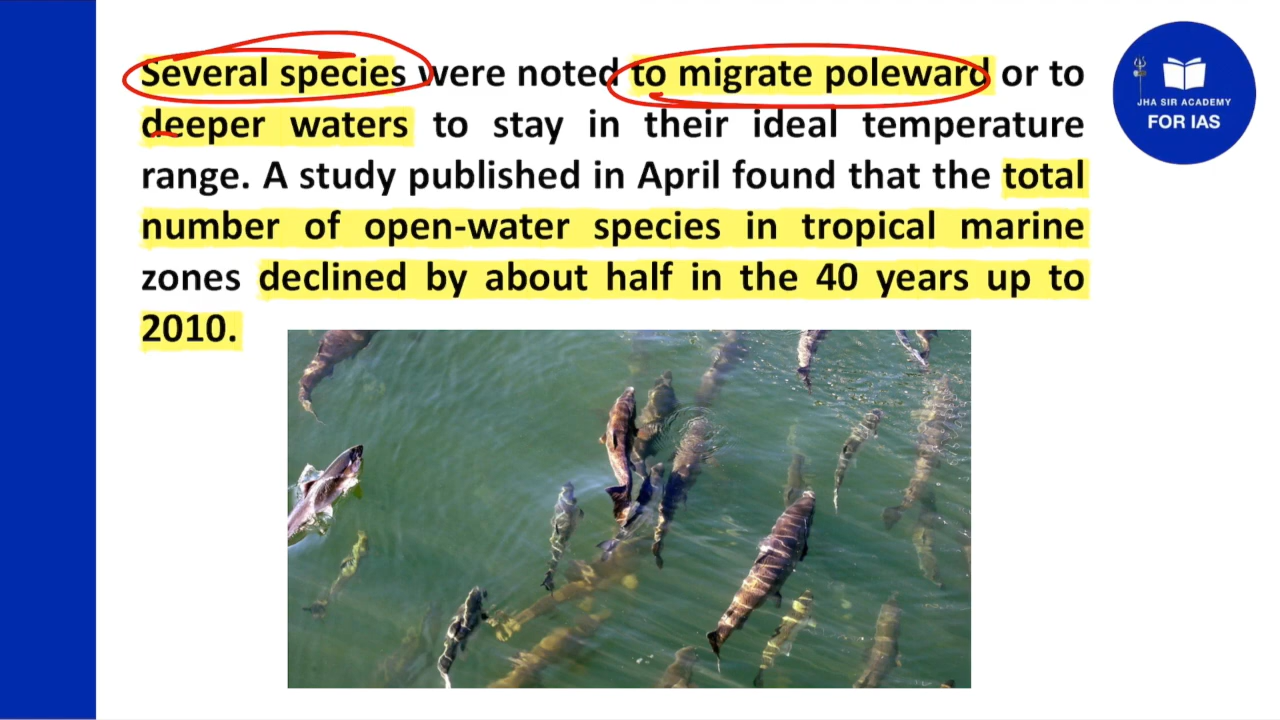 Several species were noted to migrate poleward or to
deeper waters to stay in their ideal temperature
range. A study published in April found that the total
number of open-water species in tropical marine
zones declined by about half in the 40 years up to
2010.
JHA SIR ACADEMY
FOR IAS